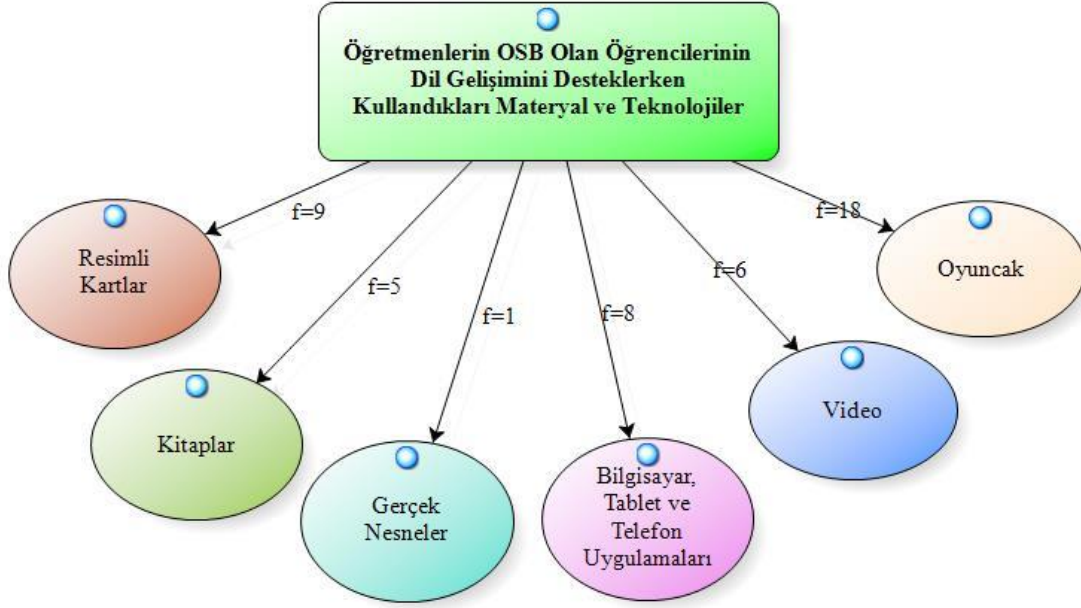 Öğretmenlerin OSB Olan Öğrencilerinin
Dil Gelişimini Desteklerken
Kullandıkları Materyal ve Teknolojiler
f=9
f=5
f=1
f=8
f=6
f=18
Resimli
Kartlar
Kitaplar
Gerçek
Nesneler
Bilgisayar,
Tablet ve
Telefon
Uygulamaları
Video
Oyuncak